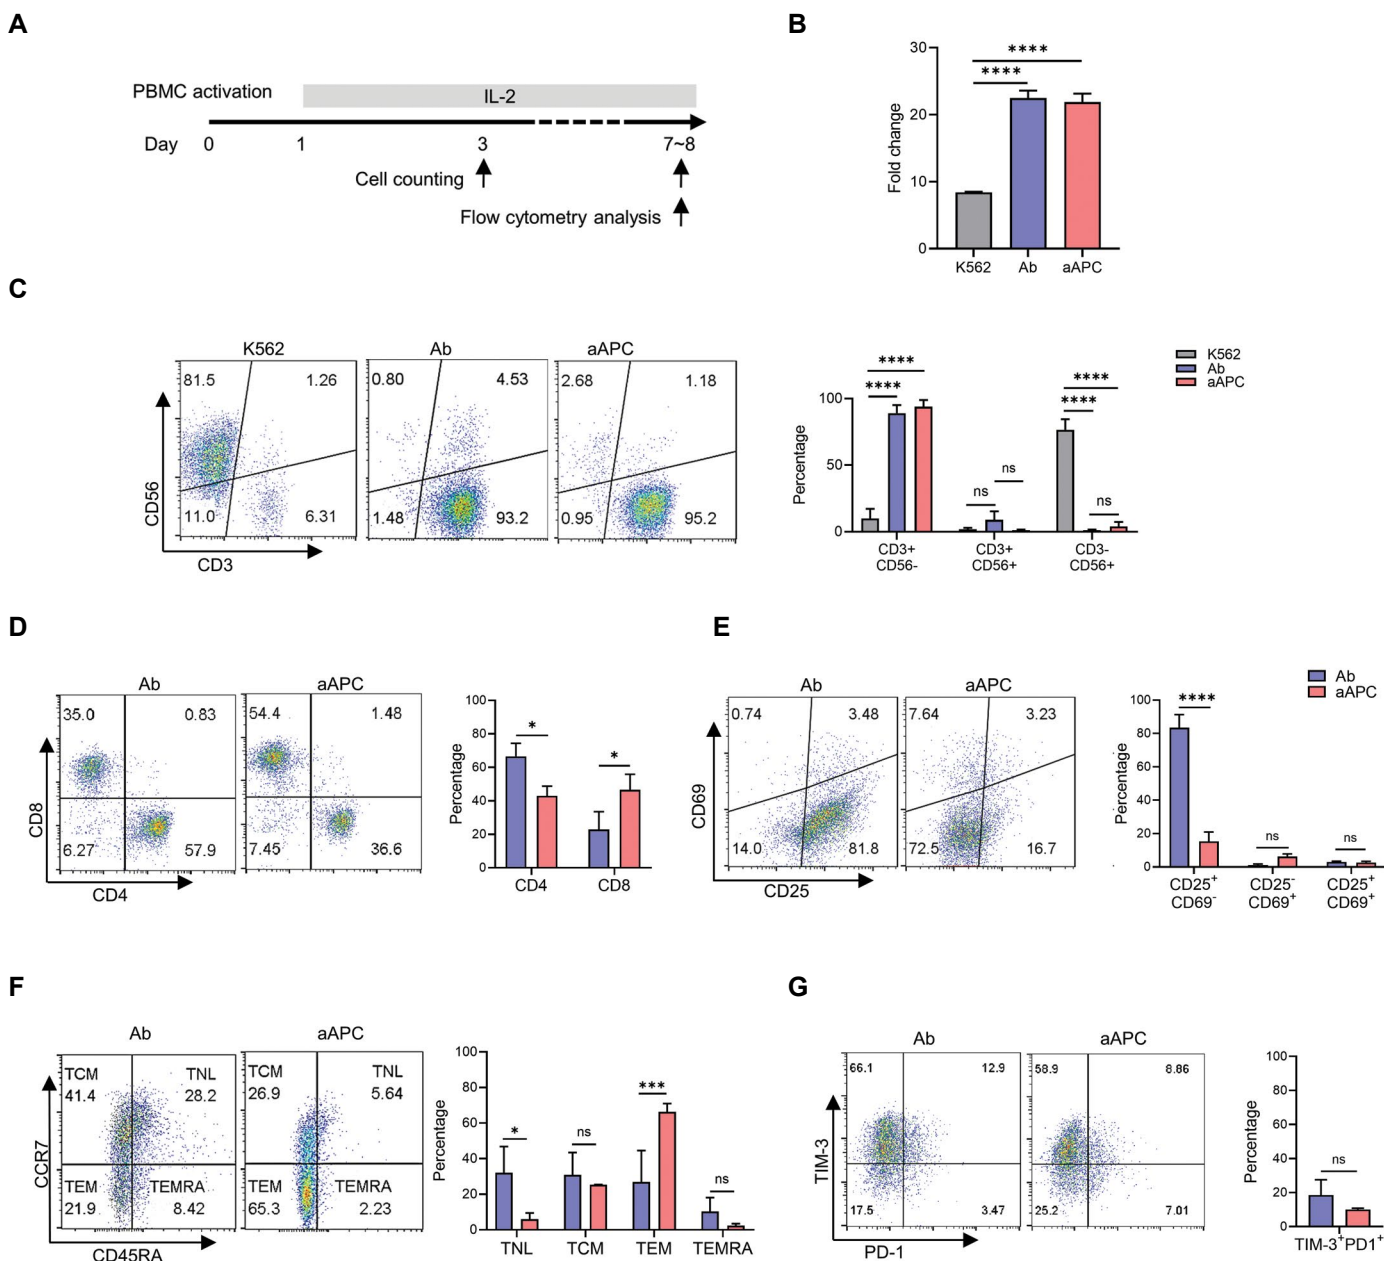 A
PBMC activation
IL-2
Day 0 1 3 7~8
Cell counting
Flow cytometry analysis
B
****
****
Fold change
30
20
10
0
K562 Ab aAPC
C
K562 Ab aAPC
81.5 1.26
11.0 6.31
0.80 4.53
1.48 93.2
2.68 1.18
0.95 95.2
CD56
CD3
K562
Ab
aAPC
****
****
ns
ns
****
****
ns
Percentage
100
50
0
CD3+
CD56-
CD3+
CD56+
CD3-
CD56+
D
Ab aAPC
35.0 0.83
6.27 57.9
54.4 1.48
7.45 36.6
CD8
CD4
Percentage
100
80
60
40
20
0
*
*
CD4 CD8
E
Ab aAPC
0.74 3.48
14.0 81.8
7.64 3.23
72.5 16.7
CD69
CD25
Ab
aAPC
Percentage
100
80
60
40
20
0
****
ns
ns
CD25⁺
CD69⁻
CD25⁻
CD69⁺
CD25⁺
CD69⁺
F
Ab aAPC
TCM TNL
41.4 28.2
TEM TEMRA
21.9 8.42
TCM TNL
26.9 5.64
TEM TEMRA
65.3 2.23
CCR7
CD45RA
Percentage
100
80
60
40
20
0
*
ns
***
ns
TNL TCM TEM TEMRA
G
Ab aAPC
66.1 12.9
17.5 3.47
58.9 8.86
25.2 7.01
TIM-3
PD-1
Percentage
100
80
60
40
20
0
ns
TIM-3⁺PD1⁺